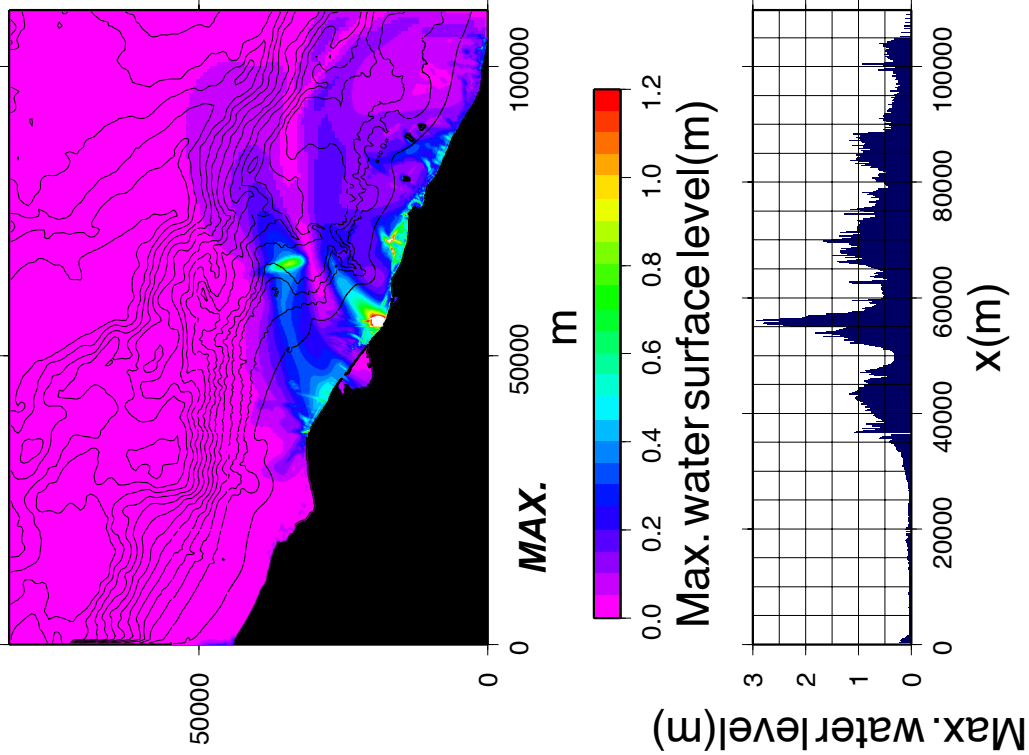 50000
0
0
50000
100000
MAX.
m
0.0 0.2 0.4 0.6 0.8 1.0 1.2
Max. water surface level(m)
Max. water level(m)
3
2
1
0
0 20000 40000 60000 80000 100000
x(m)